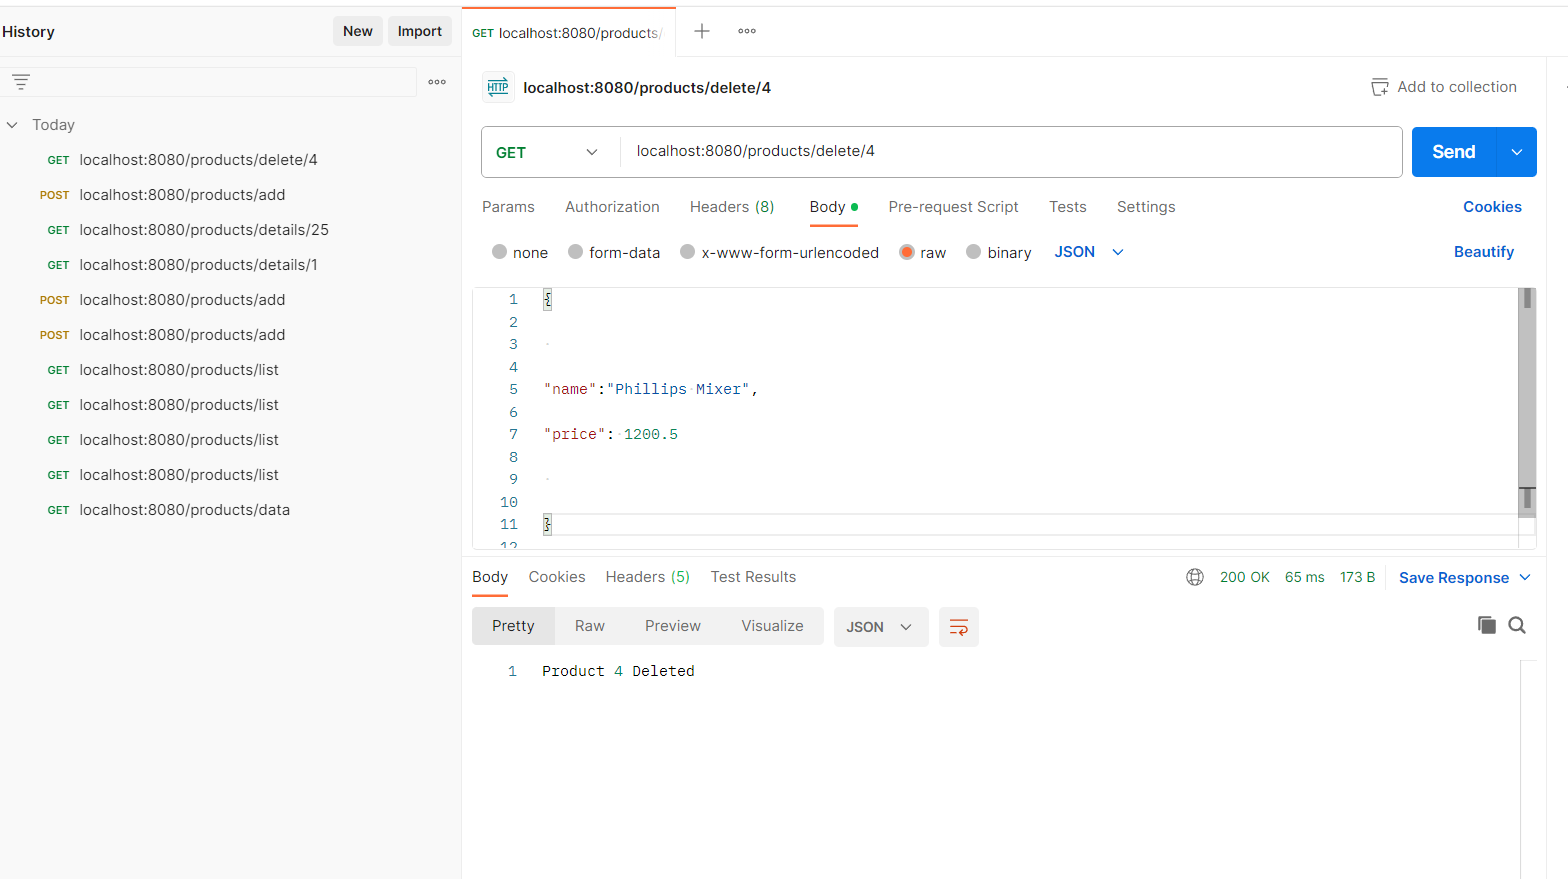 History
New
Import
Today
GET localhost:8080/products/delete/4
POST localhost:8080/products/add
GET localhost:8080/products/details/25
GET localhost:8080/products/details/1
POST localhost:8080/products/add
POST localhost:8080/products/add
GET localhost:8080/products/list
GET localhost:8080/products/list
GET localhost:8080/products/list
GET localhost:8080/products/list
GET localhost:8080/products/data
GET localhost:8080/products/
HTTP localhost:8080/products/delete/4
Add to collection
GET localhost:8080/products/delete/4
Send
Params Authorization Headers (8) Body Pre-request Script Tests Settings Cookies
none form-data x-www-form-urlencoded raw binary JSON Beautify
1 {
2
3
4
5 "name":"Phillips Mixer",
6
7 "price": 1200.5
8
9
10
11 }
12
Body Cookies Headers (5) Test Results 200 OK 65 ms 173 B Save Response
Pretty Raw Preview Visualize JSON
1 Product 4 Deleted